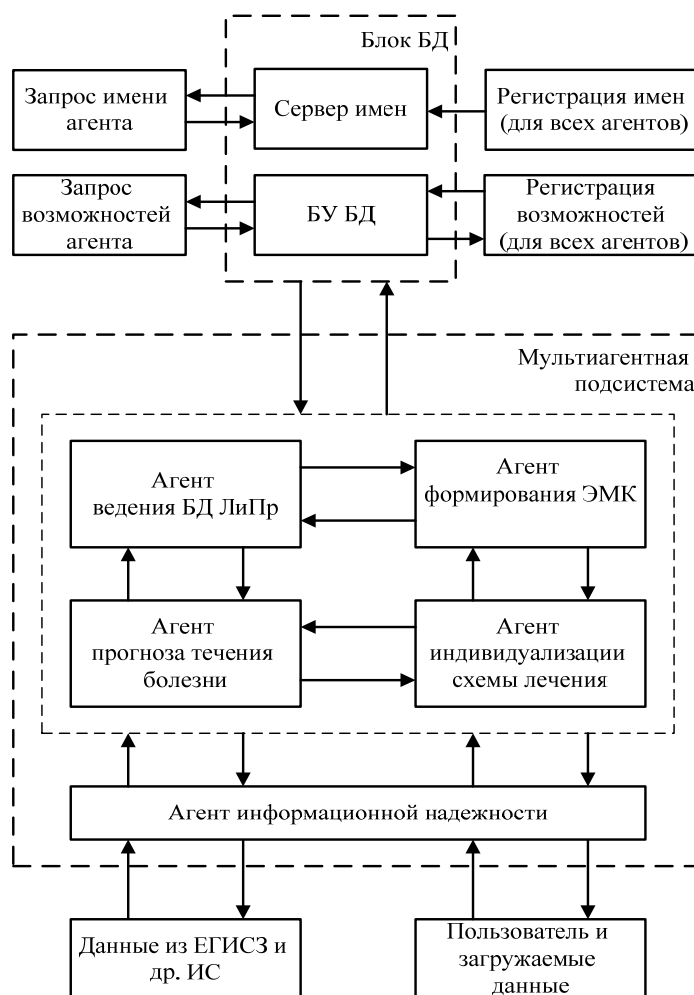 Блок БД
Запрос имени
агента
Сервер имен
Регистрация имен
(для всех агентов)
Запрос
возможностей
агента
БУ БД
Регистрация
возможностей
(для всех агентов)
Мультиагентная
подсистема
Агент
ведения БД ЛиПр
Агент
формирования ЭМК
Агент
прогноза течения
болезни
Агент
индивидуализации
схемы лечения
Агент информационной надежности
Данные из ЕГИСЗ и
др. ИС
Пользователь и
загружаемые
данные